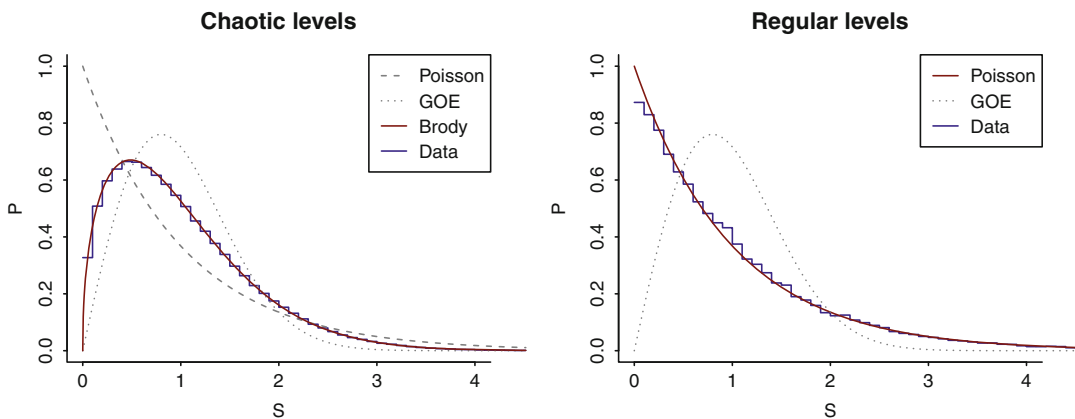 Chaotic levels
P
1.0
0.8
0.6
0.4
0.2
0.0
Poisson
GOE
Brody
Data
0 1 2 3 4
S
Regular levels
P
1.0
0.8
0.6
0.4
0.2
0.0
Poisson
GOE
Data
0 1 2 3 4
S